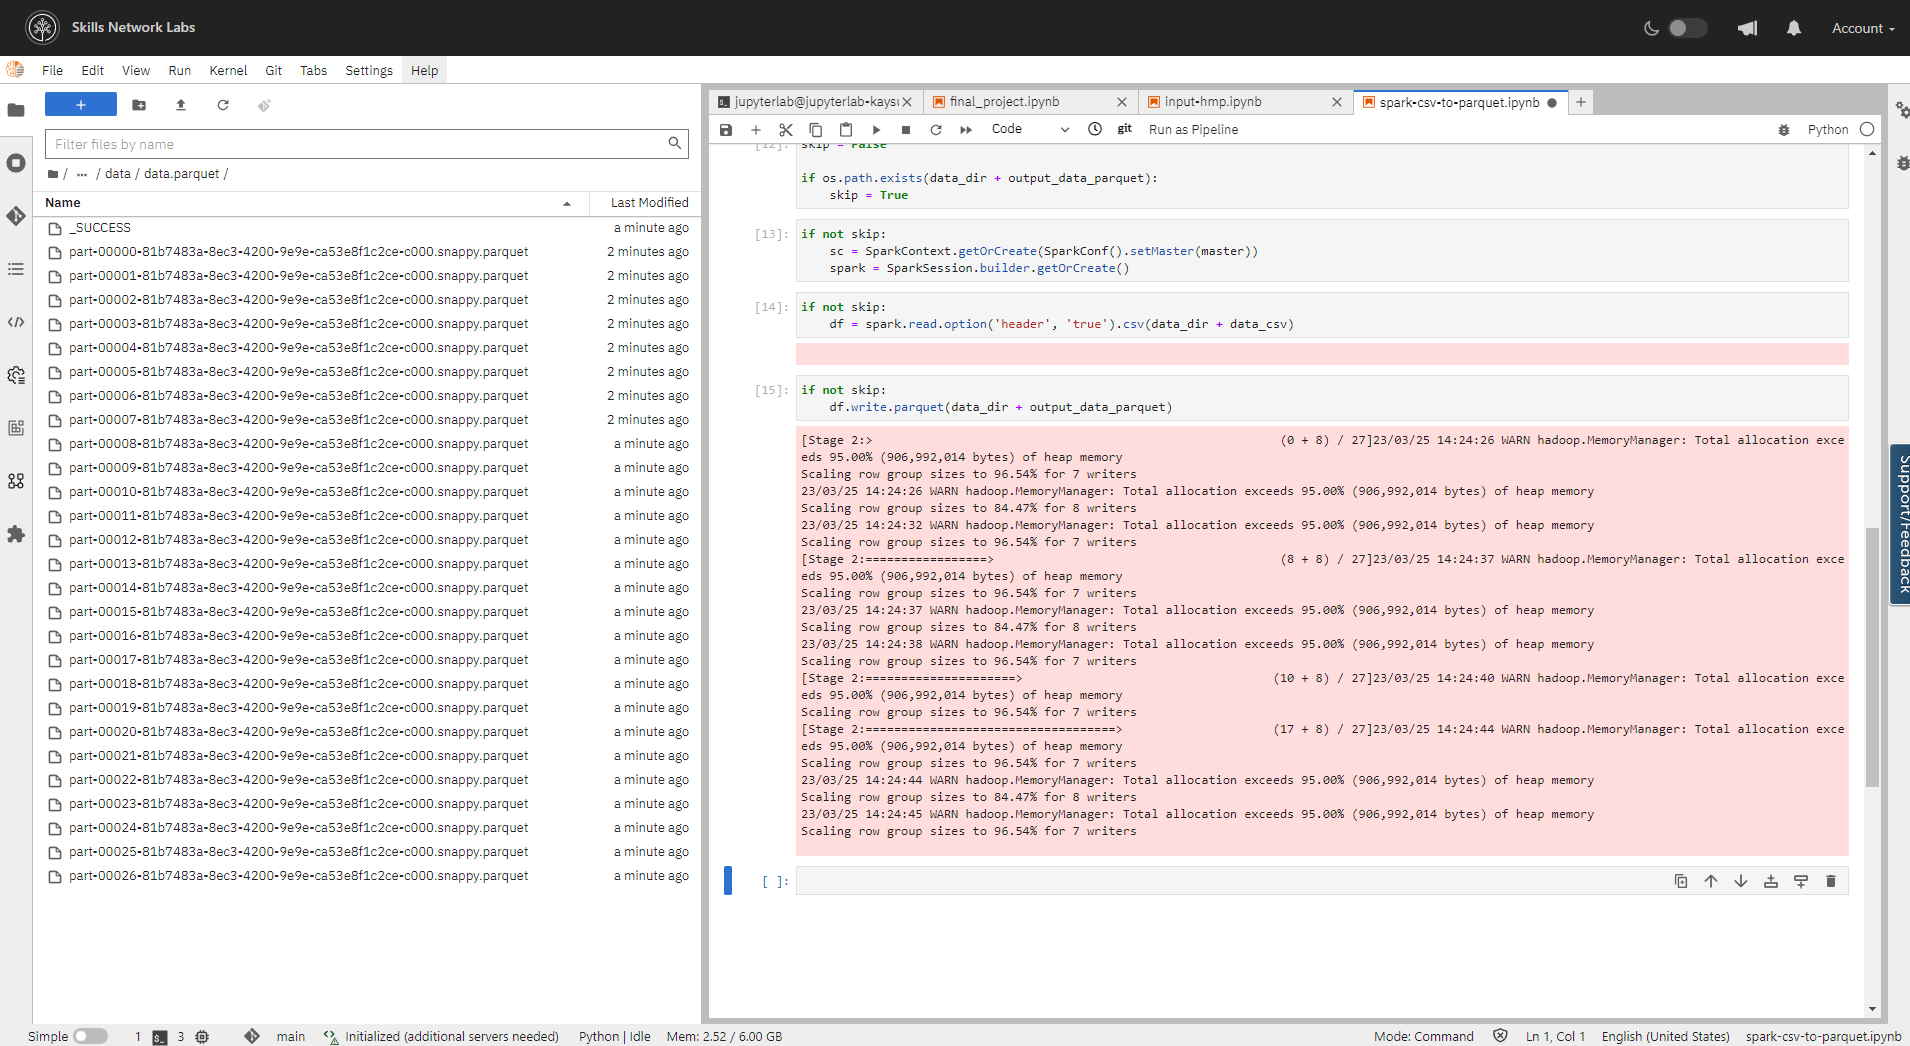 Skills Network Labs
Account
File Edit View Run Kernel Git Tabs Settings Help
+
Filter files by name
/ ... / data / data.parquet /
Name Last Modified
_SUCCESS a minute ago
part-00000-81b7483a-8ec3-4200-9e9e-ca53e8f1c2ce-c000.snappy.parquet 2 minutes ago
part-00001-81b7483a-8ec3-4200-9e9e-ca53e8f1c2ce-c000.snappy.parquet 2 minutes ago
part-00002-81b7483a-8ec3-4200-9e9e-ca53e8f1c2ce-c000.snappy.parquet 2 minutes ago
part-00003-81b7483a-8ec3-4200-9e9e-ca53e8f1c2ce-c000.snappy.parquet 2 minutes ago
part-00004-81b7483a-8ec3-4200-9e9e-ca53e8f1c2ce-c000.snappy.parquet 2 minutes ago
part-00005-81b7483a-8ec3-4200-9e9e-ca53e8f1c2ce-c000.snappy.parquet 2 minutes ago
part-00006-81b7483a-8ec3-4200-9e9e-ca53e8f1c2ce-c000.snappy.parquet 2 minutes ago
part-00007-81b7483a-8ec3-4200-9e9e-ca53e8f1c2ce-c000.snappy.parquet 2 minutes ago
part-00008-81b7483a-8ec3-4200-9e9e-ca53e8f1c2ce-c000.snappy.parquet a minute ago
part-00009-81b7483a-8ec3-4200-9e9e-ca53e8f1c2ce-c000.snappy.parquet a minute ago
part-00010-81b7483a-8ec3-4200-9e9e-ca53e8f1c2ce-c000.snappy.parquet a minute ago
part-00011-81b7483a-8ec3-4200-9e9e-ca53e8f1c2ce-c000.snappy.parquet a minute ago
part-00012-81b7483a-8ec3-4200-9e9e-ca53e8f1c2ce-c000.snappy.parquet a minute ago
part-00013-81b7483a-8ec3-4200-9e9e-ca53e8f1c2ce-c000.snappy.parquet a minute ago
part-00014-81b7483a-8ec3-4200-9e9e-ca53e8f1c2ce-c000.snappy.parquet a minute ago
part-00015-81b7483a-8ec3-4200-9e9e-ca53e8f1c2ce-c000.snappy.parquet a minute ago
part-00016-81b7483a-8ec3-4200-9e9e-ca53e8f1c2ce-c000.snappy.parquet a minute ago
part-00017-81b7483a-8ec3-4200-9e9e-ca53e8f1c2ce-c000.snappy.parquet a minute ago
part-00018-81b7483a-8ec3-4200-9e9e-ca53e8f1c2ce-c000.snappy.parquet a minute ago
part-00019-81b7483a-8ec3-4200-9e9e-ca53e8f1c2ce-c000.snappy.parquet a minute ago
part-00020-81b7483a-8ec3-4200-9e9e-ca53e8f1c2ce-c000.snappy.parquet a minute ago
part-00021-81b7483a-8ec3-4200-9e9e-ca53e8f1c2ce-c000.snappy.parquet a minute ago
part-00022-81b7483a-8ec3-4200-9e9e-ca53e8f1c2ce-c000.snappy.parquet a minute ago
part-00023-81b7483a-8ec3-4200-9e9e-ca53e8f1c2ce-c000.snappy.parquet a minute ago
part-00024-81b7483a-8ec3-4200-9e9e-ca53e8f1c2ce-c000.snappy.parquet a minute ago
part-00025-81b7483a-8ec3-4200-9e9e-ca53e8f1c2ce-c000.snappy.parquet a minute ago
part-00026-81b7483a-8ec3-4200-9e9e-ca53e8f1c2ce-c000.snappy.parquet a minute ago
jupyterlab@jupyterlab-kaysu final_project.ipynb input-hmp.ipynb spark-csv-to-parquet.ipynb
Code git Run as Pipeline Python
[12]: skip = False
if os.path.exists(data_dir + output_data_parquet):
skip = True
[13]: if not skip:
sc = SparkContext.getOrCreate(SparkConf().setMaster(master))
spark = SparkSession.builder.getOrCreate()
[14]: if not skip:
df = spark.read.option('header', 'true').csv(data_dir + data_csv)
[15]: if not skip:
df.write.parquet(data_dir + output_data_parquet)
[Stage 2:> (0 + 8) / 27]23/03/25 14:24:26 WARN hadoop.MemoryManager: Total allocation exce
eds 95.00% (906,992,014 bytes) of heap memory
Scaling row group sizes to 96.54% for 7 writers
23/03/25 14:24:26 WARN hadoop.MemoryManager: Total allocation exceeds 95.00% (906,992,014 bytes) of heap memory
Scaling row group sizes to 84.47% for 8 writers
23/03/25 14:24:32 WARN hadoop.MemoryManager: Total allocation exceeds 95.00% (906,992,014 bytes) of heap memory
Scaling row group sizes to 96.54% for 7 writers
[Stage 2:=================> (8 + 8) / 27]23/03/25 14:24:37 WARN hadoop.MemoryManager: Total allocation exce
eds 95.00% (906,992,014 bytes) of heap memory
Scaling row group sizes to 96.54% for 7 writers
23/03/25 14:24:37 WARN hadoop.MemoryManager: Total allocation exceeds 95.00% (906,992,014 bytes) of heap memory
Scaling row group sizes to 84.47% for 8 writers
23/03/25 14:24:38 WARN hadoop.MemoryManager: Total allocation exceeds 95.00% (906,992,014 bytes) of heap memory
Scaling row group sizes to 96.54% for 7 writers
[Stage 2:=====================> (10 + 8) / 27]23/03/25 14:24:40 WARN hadoop.MemoryManager: Total allocation exce
eds 95.00% (906,992,014 bytes) of heap memory
Scaling row group sizes to 96.54% for 7 writers
[Stage 2:===================================> (17 + 8) / 27]23/03/25 14:24:44 WARN hadoop.MemoryManager: Total allocation exce
eds 95.00% (906,992,014 bytes) of heap memory
Scaling row group sizes to 96.54% for 7 writers
23/03/25 14:24:44 WARN hadoop.MemoryManager: Total allocation exceeds 95.00% (906,992,014 bytes) of heap memory
Scaling row group sizes to 84.47% for 8 writers
23/03/25 14:24:45 WARN hadoop.MemoryManager: Total allocation exceeds 95.00% (906,992,014 bytes) of heap memory
Scaling row group sizes to 96.54% for 7 writers
[ ]:
Support/Feedback
Simple 1 3 main Initialized (additional servers needed) Python | Idle Mem: 2.52 / 6.00 GB Mode: Command Ln 1, Col 1 English (United States) spark-csv-to-parquet.ipynb